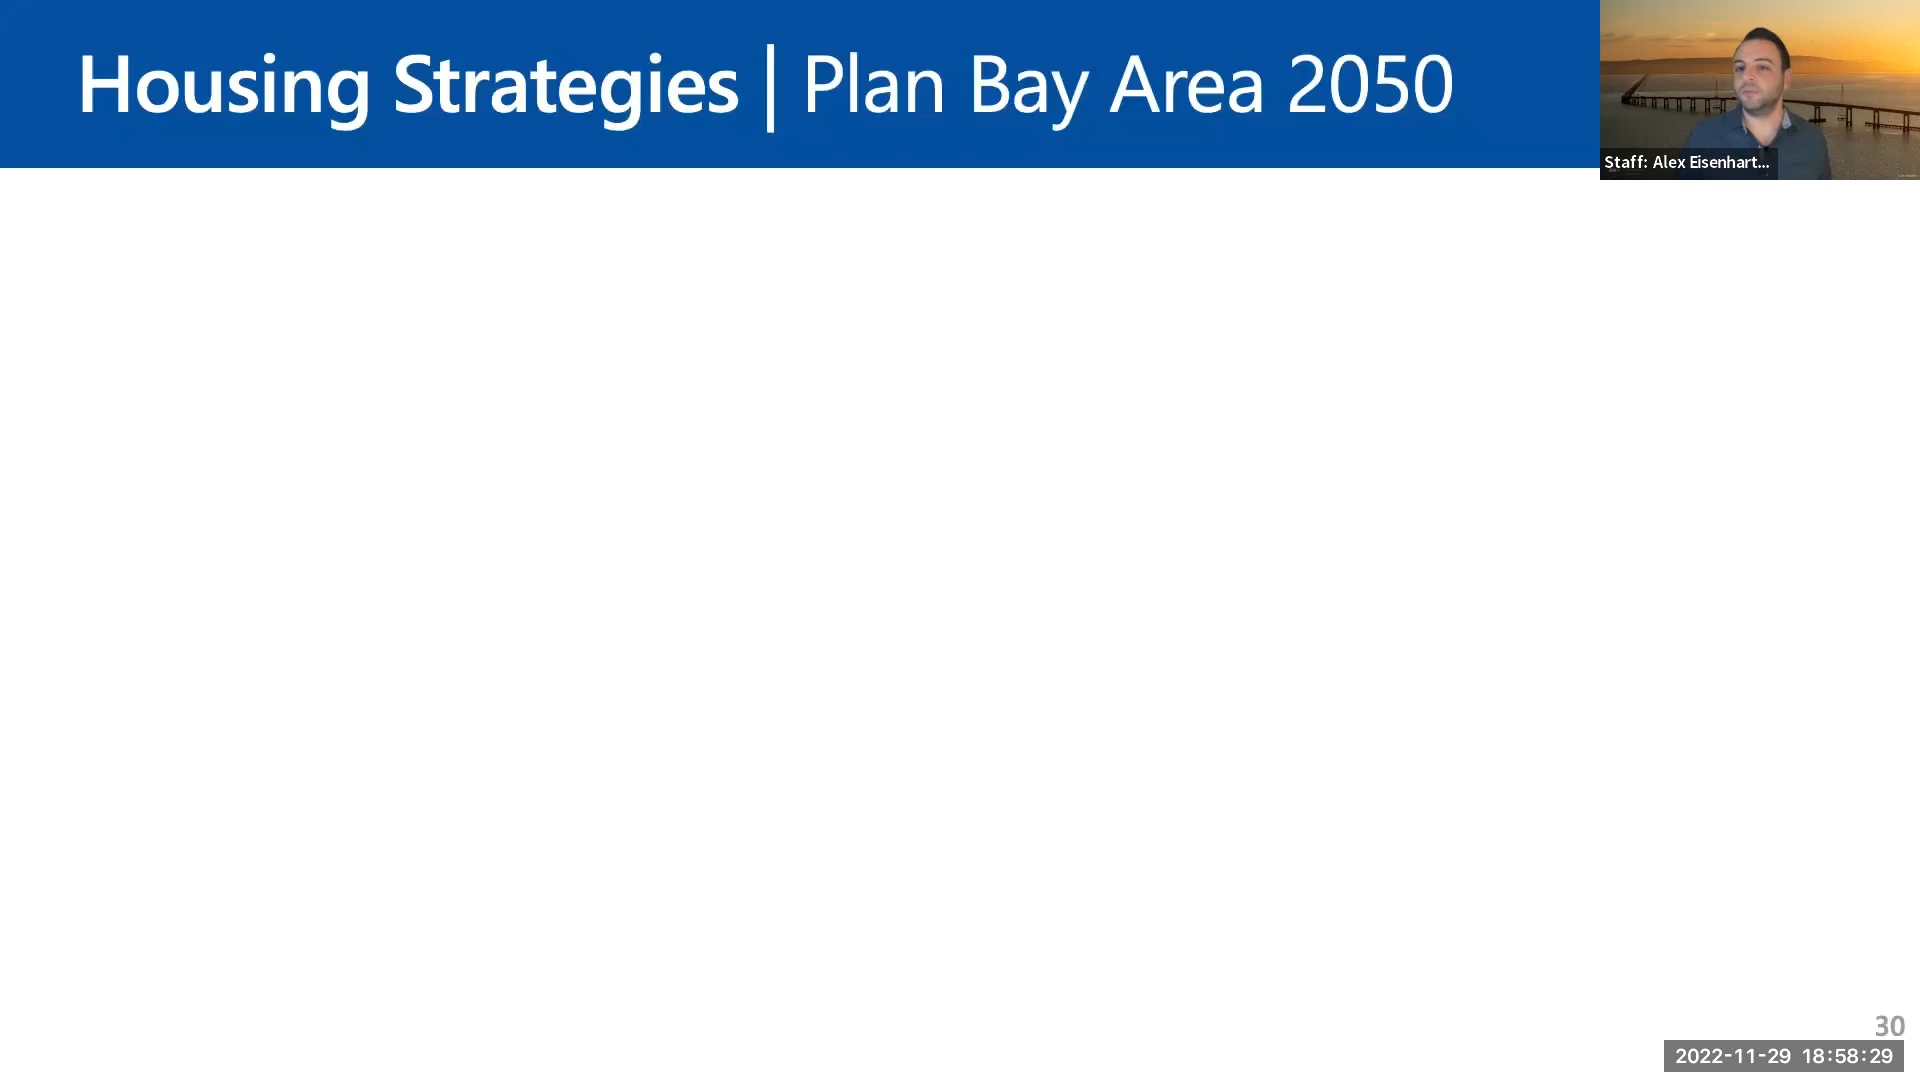 Housing Strategies | Plan Bay Area 2050
Staff: Alex Eisenhart...
30
2022-11-29 18:58:29